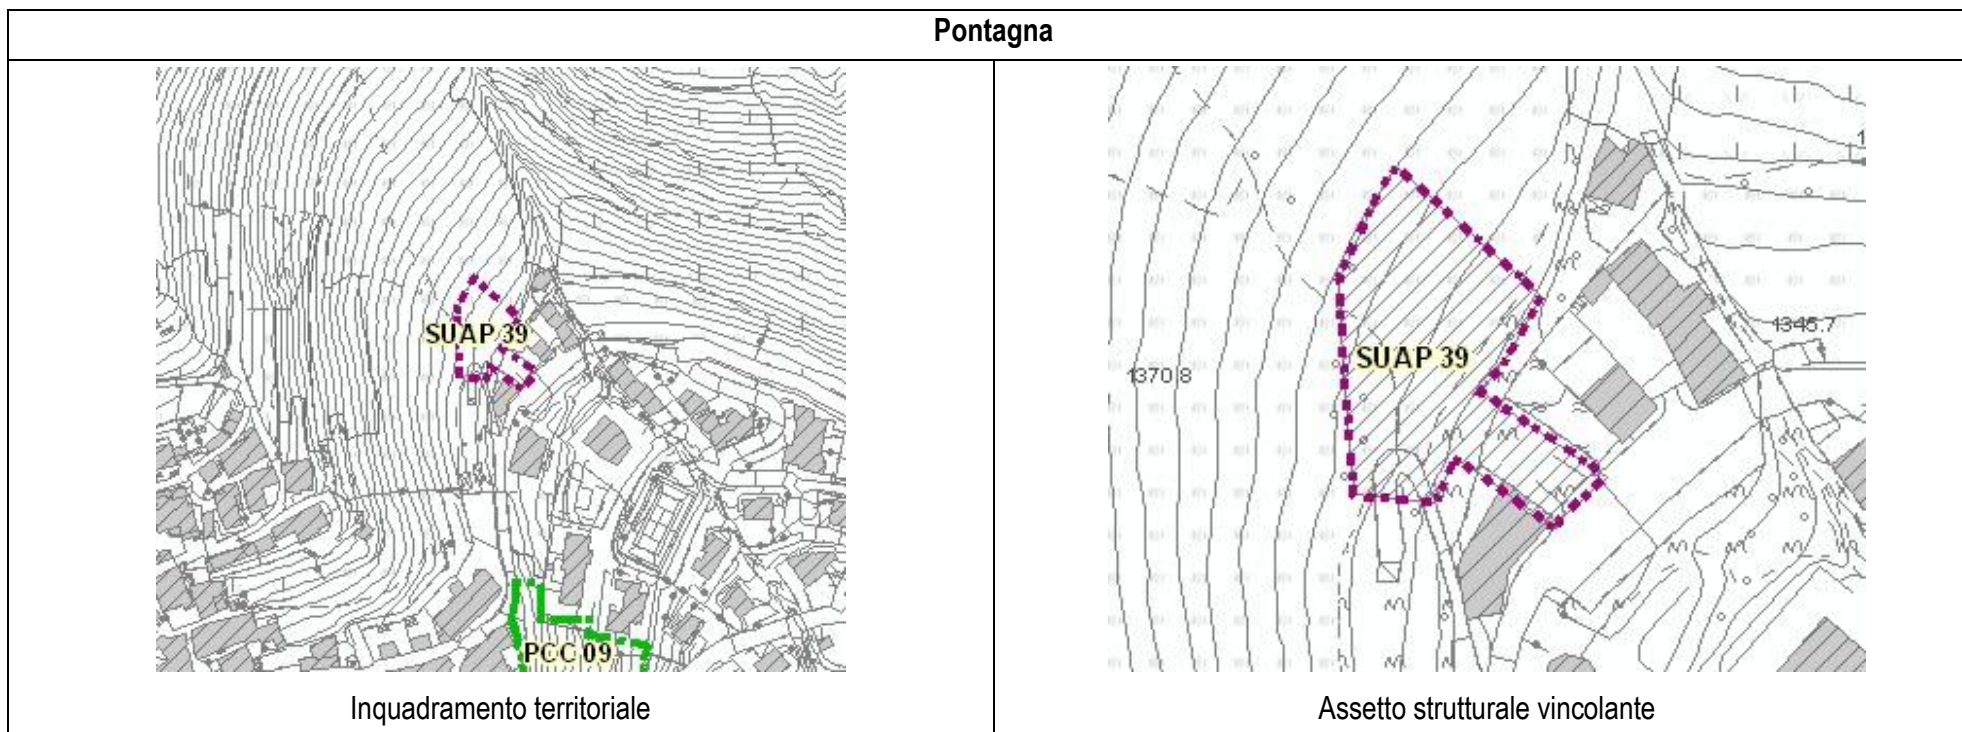 Pontagna
SUAP 39
PCC 09
Inquadramento territoriale
SUAP 39
1370.8
1345.7
Assetto strutturale vincolante